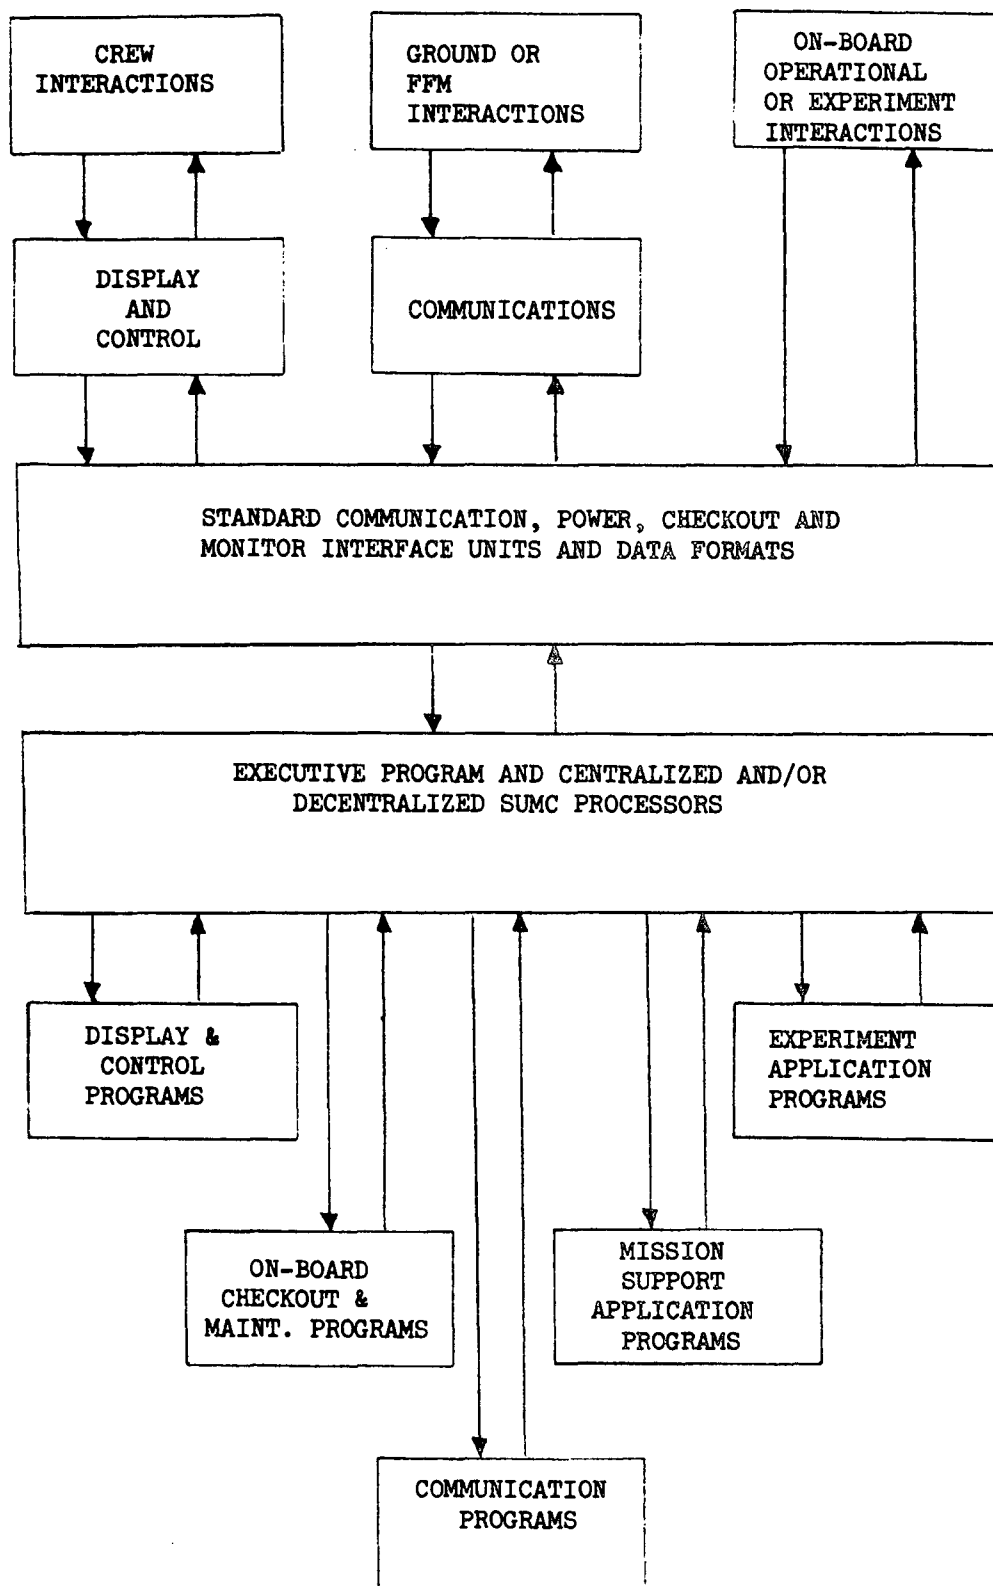 CREW
INTERACTIONS
GROUND OR
FFM
INTERACTIONS
ON-BOARD
OPERATIONAL
OR EXPERIMENT
INTERACTIONS
DISPLAY
AND
CONTROL
COMMUNICATIONS
STANDARD COMMUNICATION, POWER, CHECKOUT AND
MONITOR INTERFACE UNITS AND DATA FORMATS
EXECUTIVE PROGRAM AND CENTRALIZED AND/OR
DECENTRALIZED SUMC PROCESSORS
DISPLAY &
CONTROL
PROGRAMS
EXPERIMENT
APPLICATION
PROGRAMS
ON-BOARD
CHECKOUT &
MAINT. PROGRAMS
MISSION
SUPPORT
APPLICATION
PROGRAMS
COMMUNICATION
PROGRAMS